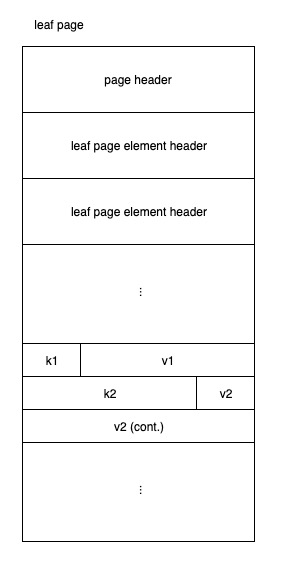 leaf page
page header
leaf page element header
leaf page element header
⋮
k1 v1
k2 v2
v2 (cont.)
⋮